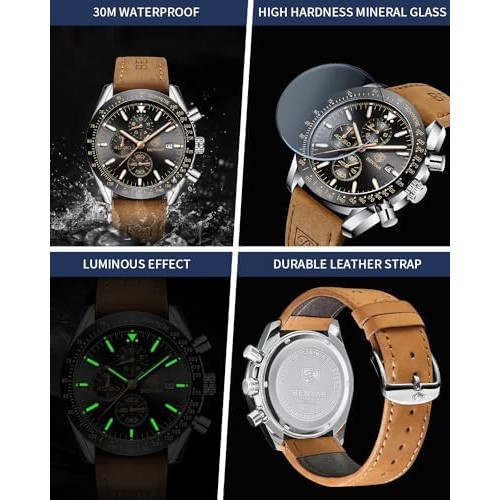 30M WATERPROOF
HIGH HARDNESS MINERAL GLASS
LUMINOUS EFFECT
DURABLE LEATHER STRAP